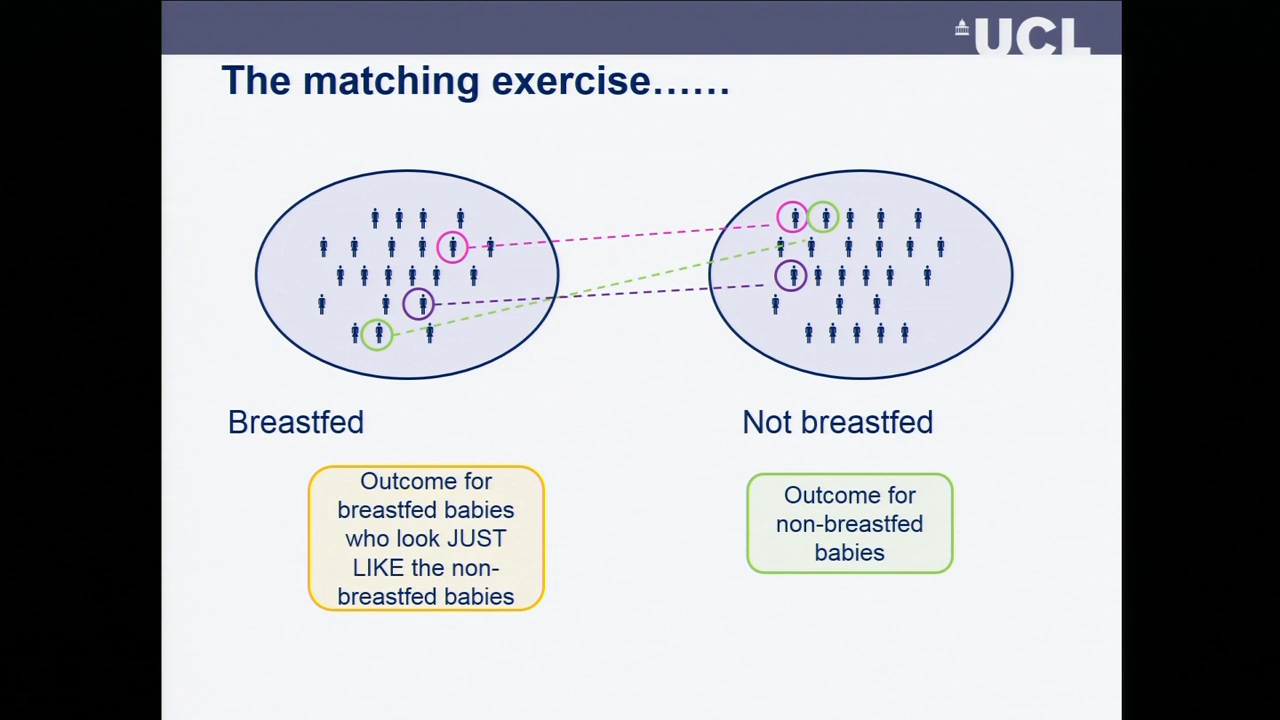 UCL
The matching exercise……
Breastfed
Not breastfed
Outcome for
breastfed babies
who look JUST
LIKE the non-
breastfed babies
Outcome for
non-breastfed
babies